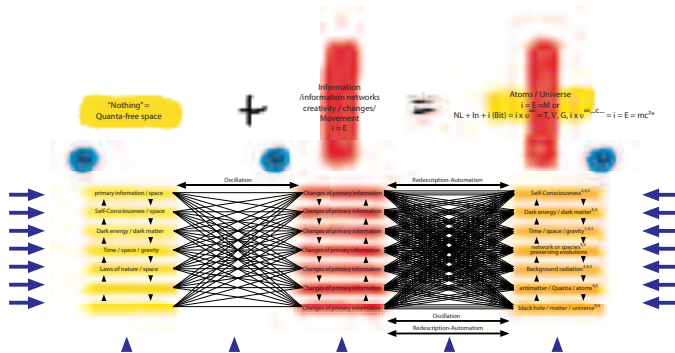 "Nothing" =
Quanta-free space
+
Information
/information networks
creativity / changes/
Movement
i = E
=
Atoms / Universe
i = E =M or
Oscillation
Redescription-Automatism
primary information / space
Self-Consciousness / space
Dark energy / dark matter
Time / space / gravity
Laws of nature / space
Changes of primary information
Changes of primary information
Changes of primary information
Changes of primary information
Changes of primary information
Changes of primary information
Changes of primary information
Self-Consciousness
Dark energy / dark matter
Time / space / gravity
network or species
preserving evolutions
Background radiation
antimatter / Quanta / atoms
black hole / matter / universe
Oscillation
Redescription-Automatism